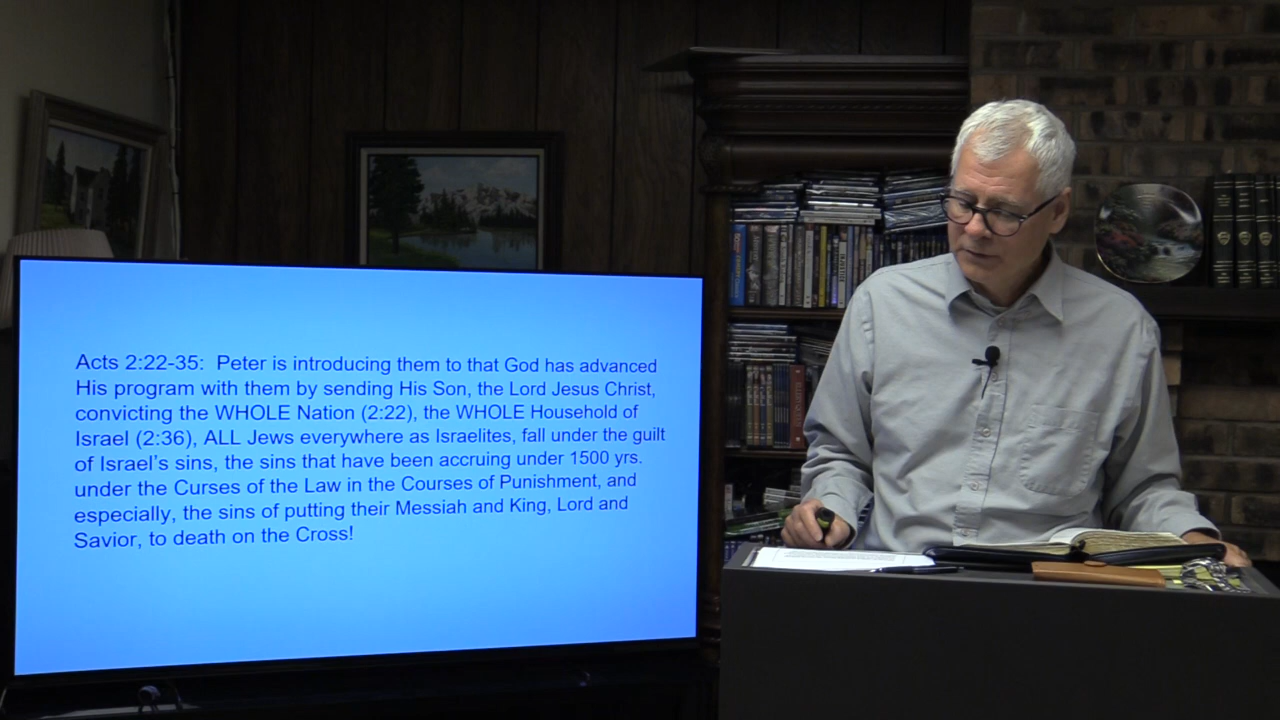 Acts 2:22-35: Peter is introducing them to that God has advanced
His program with them by sending His Son, the Lord Jesus Christ,
convicting the WHOLE Nation (2:22), the WHOLE Household of
Israel (2:36), ALL Jews everywhere as Israelites, fall under the guilt
of Israel's sins, the sins that have been accruing under 1500 yrs.
under the Curses of the Law in the Courses of Punishment, and
especially, the sins of putting their Messiah and King, Lord and
Savior, to death on the Cross!